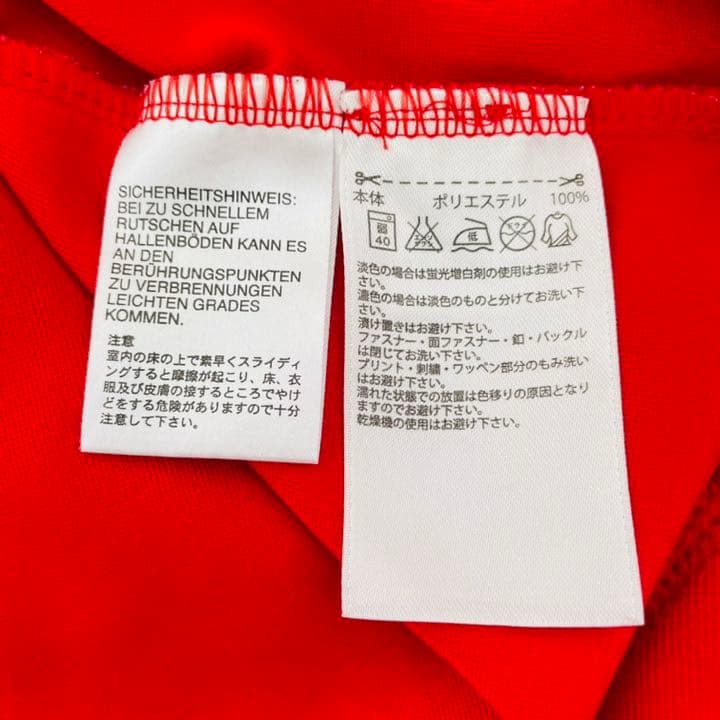 SICHERHEITSHINWEIS:
BEI ZU SCHNELLEM
RUTSCHEN AUF
HALLENBÖDEN KANN ES
AN DEN
BERÜHRUNGSPUNKTEN
ZU VERBRENNUNGEN
LEICHTEN GRADES
KOMMEN.
注意
室内の床の上で素早くスライディ
ングすると摩擦が起こり、床、衣
服及び皮膚の接するところでやけ
どをする危険がありますので十分
注意して下さい。
本体 ポリエステル 100%
弱 40 エンソ サラシ 低 ドライ
淡色の場合は蛍光増白剤の使用はお避け下
さい。
濃色の場合は淡色のものと分けてお洗い下
さい。
漬け置きはお避け下さい。
ファスナー・面ファスナー・釦・バックル
は閉じてお洗い下さい。
プリント・刺繍・ワッペン部分のもみ洗い
はお避け下さい。
濡れた状態での放置は色移りの原因となり
ますのでお避け下さい。
乾燥機の使用はお避け下さい。